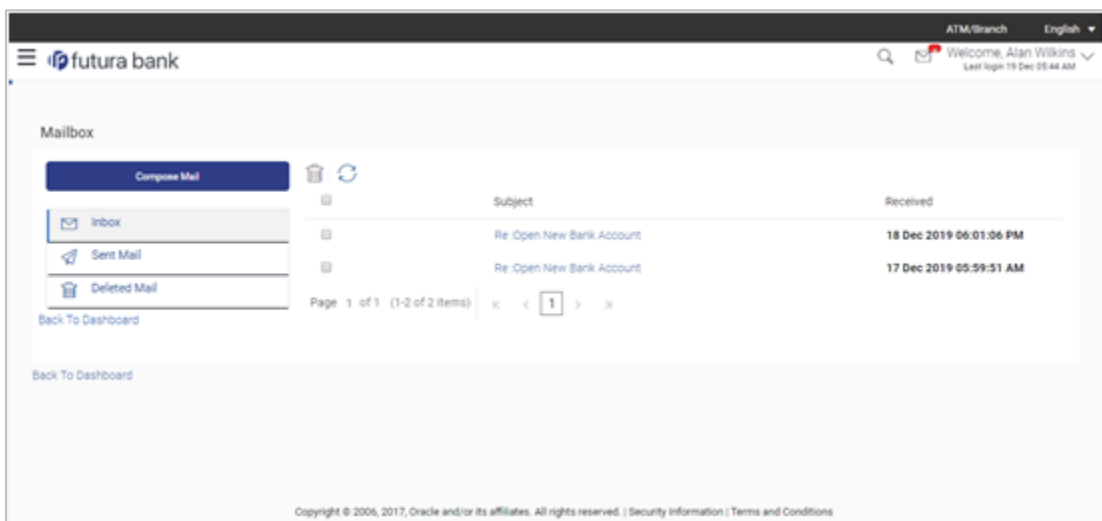 ATM/Branch English
futura bank
Welcome, Alan Wilkins
Last login 19 Dec 05:44 AM
Mailbox
Compose Mail
Inbox
Sent Mail
Deleted Mail
Back To Dashboard
Subject Received
Re :Open New Bank Account 18 Dec 2019 06:01:06 PM
Re :Open New Bank Account 17 Dec 2019 05:59:51 AM
Page 1 of 1 (1-2 of 2 items) 1
Back To Dashboard
Copyright © 2006, 2017, Oracle and/or its affiliates. All rights reserved. | Security Information | Terms and Conditions